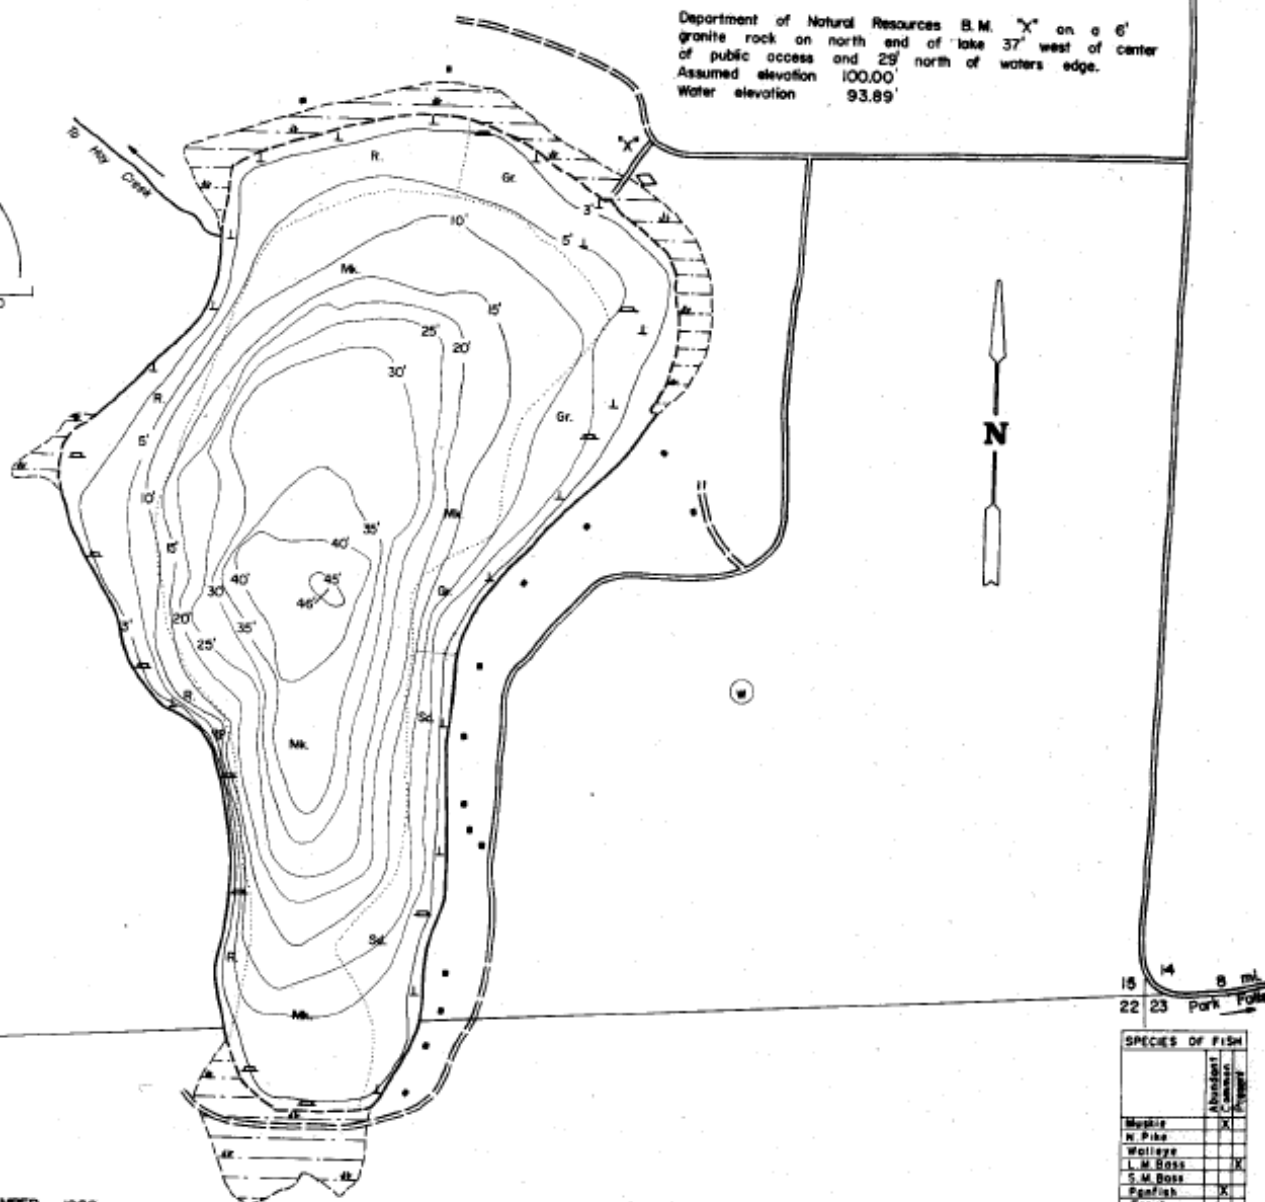 Department of Natural Resources B.M. "X" on a 6'
granite rock on north end of lake 37' west of center
of public access and 29' north of waters edge.
Assumed elevation 100.00'
Water elevation 93.89'
To Hay Creek
"X"
R.
Gr.
3'
10'
5'
Mk.
15'
25'
20'
30'
R.
Gr.
5'
N
10'
Mk.
35'
15'
40'
40'
45'
30'
Gr.
46'
20'
35'
3'
25'
W
R.
Sd.
Mk.
Sd.
R.
15 14
8 mi.
22 23 Park Falls
Mk.
SPECIES OF FISH
Abundant
Common
Present
Muskie X
N. Pike
Walleye
L.M. Bass X
S.M. Bass
Panfish X